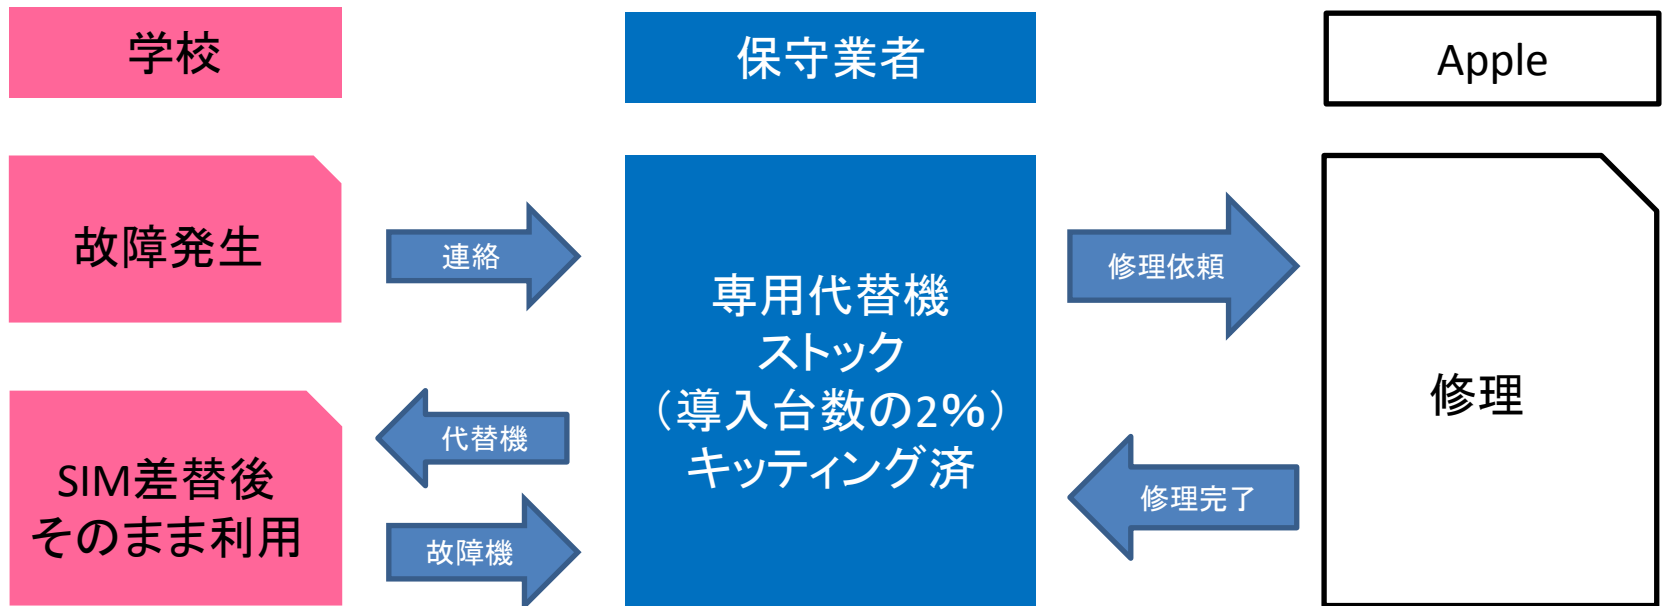 学校
保守業者
Apple
故障発生
連絡
専用代替機
ストック
（導入台数の2％）
キッティング済
修理依頼
修理
代替機
SIM差替後
そのまま利用
故障機
修理完了